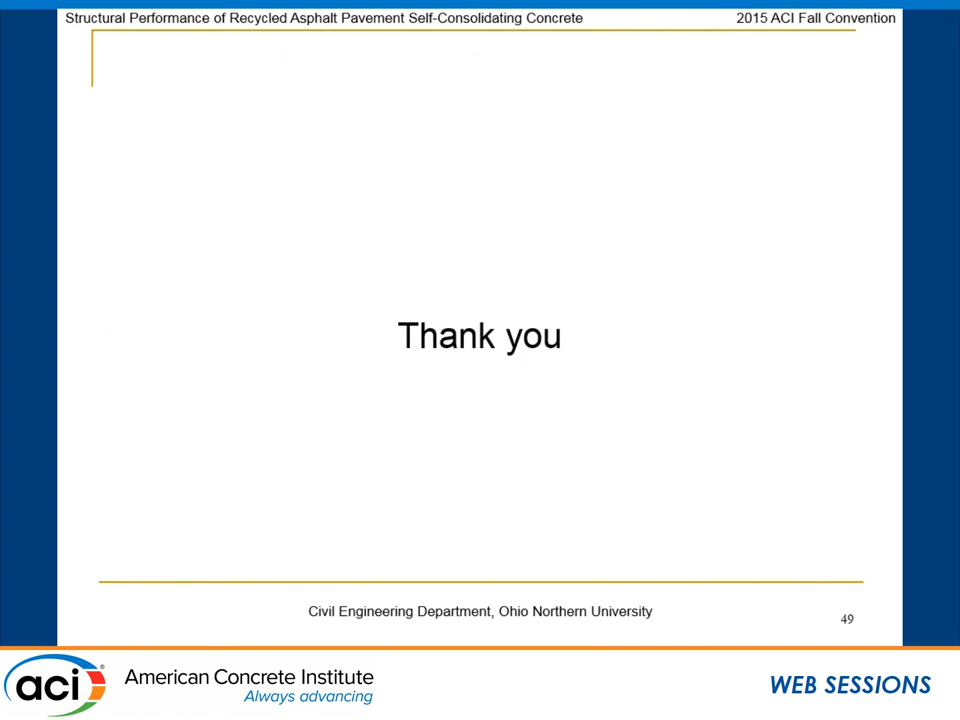 Structural Performance of Recycled Asphalt Pavement Self-Consolidating Concrete 2015 ACI Fall Convention
Thank you
Civil Engineering Department, Ohio Northern University
49
aci® American Concrete Institute
Always advancing
WEB SESSIONS